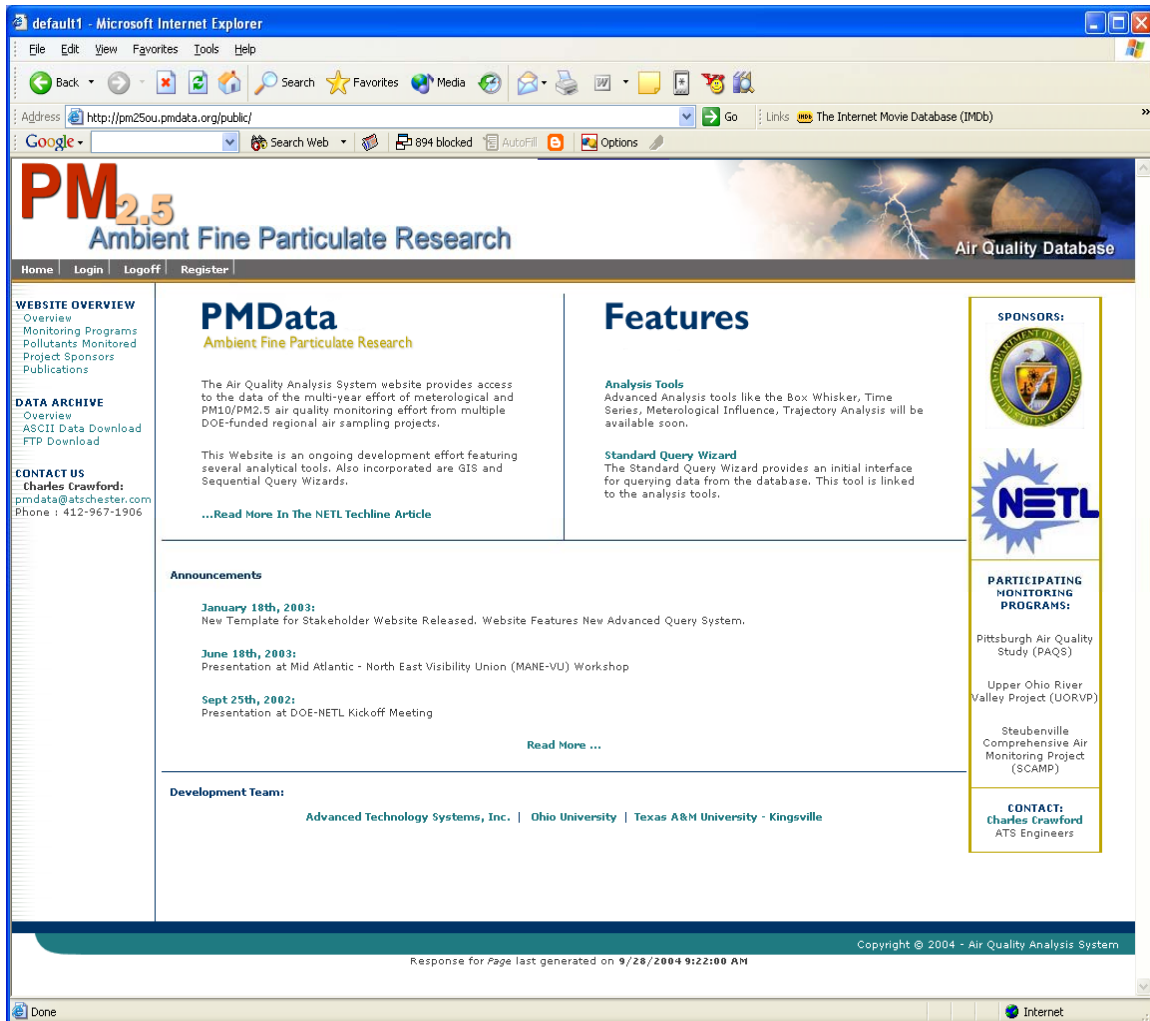 default1 - Microsoft Internet Explorer
File Edit View Favorites Tools Help
Back Search Favorites Media
Address http://pm25ou.pmdata.org/public/ Go Links The Internet Movie Database (IMDb) »
Google Search Web 894 blocked AutoFill Options
PM2.5
Ambient Fine Particulate Research
Air Quality Database
Home Login Logoff Register
WEBSITE OVERVIEW
Overview
Monitoring Programs
Pollutants Monitored
Project Sponsors
Publications
DATA ARCHIVE
Overview
ASCII Data Download
FTP Download
CONTACT US
Charles Crawford:
pmdata@atschester.com
Phone : 412-967-1906
PMData
Ambient Fine Particulate Research
The Air Quality Analysis System website provides access
to the data of the multi-year effort of meterological and
PM10/PM2.5 air quality monitoring effort from multiple
DOE-funded regional air sampling projects.
This Website is an ongoing development effort featuring
several analytical tools. Also incorporated are GIS and
Sequential Query Wizards.
...Read More In The NETL Techline Article
Features
Analysis Tools
Advanced Analysis tools like the Box Whisker, Time
Series, Meterological Influence, Trajectory Analysis will be
available soon.
Standard Query Wizard
The Standard Query Wizard provides an initial interface
for querying data from the database. This tool is linked
to the analysis tools.
Announcements
January 18th, 2003:
New Template for Stakeholder Website Released. Website Features New Advanced Query System.
June 18th, 2003:
Presentation at Mid Atlantic - North East Visibility Union (MANE-VU) Workshop
Sept 25th, 2002:
Presentation at DOE-NETL Kickoff Meeting
Read More ...
Development Team:
Advanced Technology Systems, Inc. | Ohio University | Texas A&M University - Kingsville
SPONSORS:
DEPARTMENT OF ENERGY
UNITED STATES OF AMERICA
NETL
PARTICIPATING
MONITORING
PROGRAMS:
Pittsburgh Air Quality
Study (PAQS)
Upper Ohio River
Valley Project (UORVP)
Steubenville
Comprehensive Air
Monitoring Project
(SCAMP)
CONTACT:
Charles Crawford
ATS Engineers
Copyright © 2004 - Air Quality Analysis System
Response for Page last generated on 9/28/2004 9:22:00 AM
Done Internet